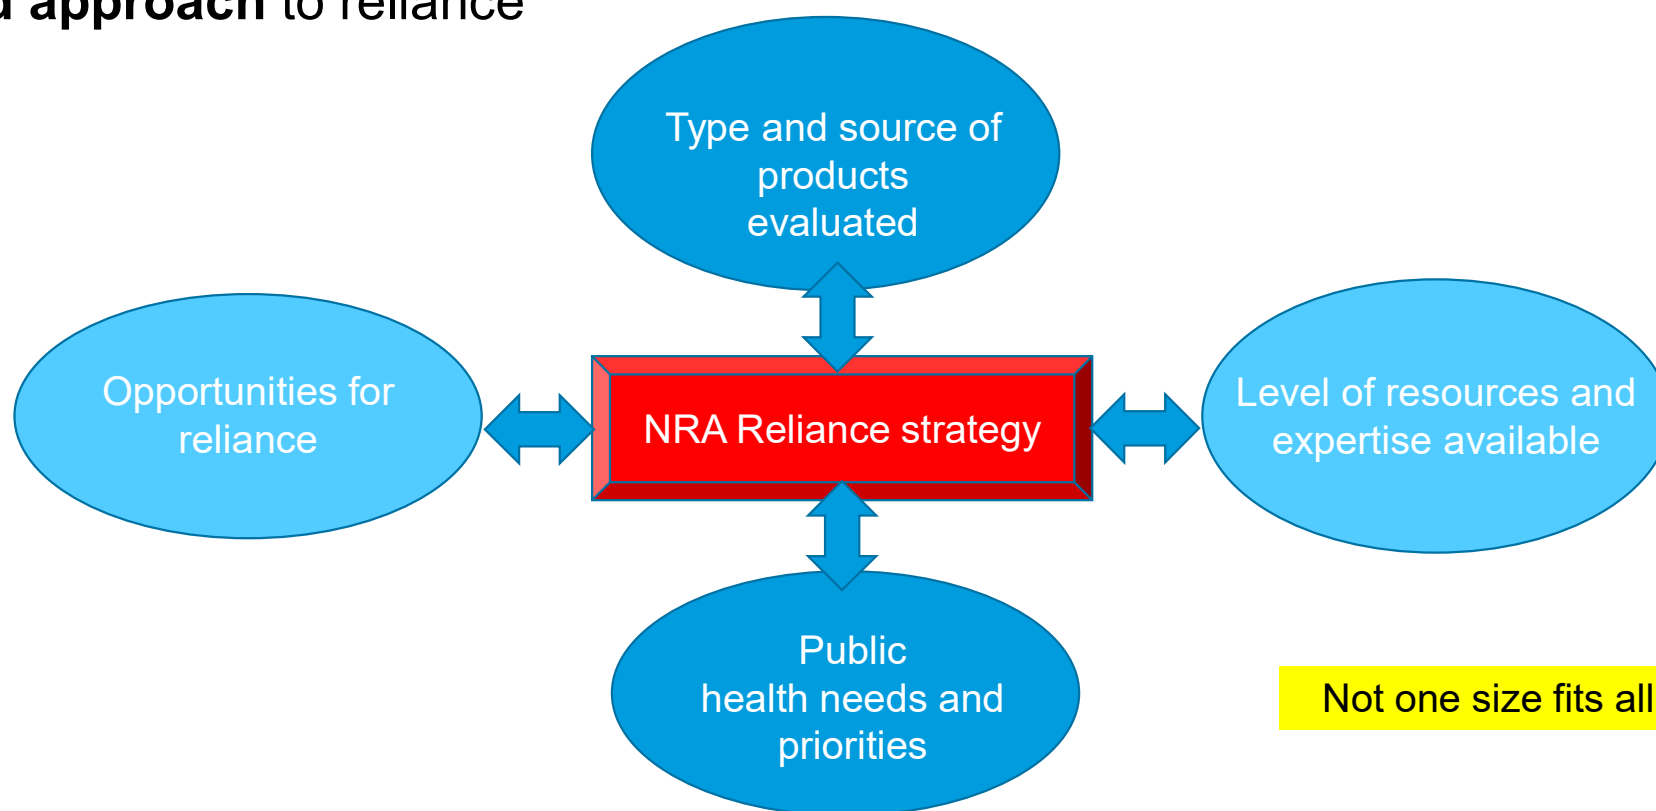 approach to reliance
Type and source of
products
evaluated
Opportunities for
reliance
NRA Reliance strategy
Level of resources and
expertise available
Public
health needs and
priorities
Not one size fits all